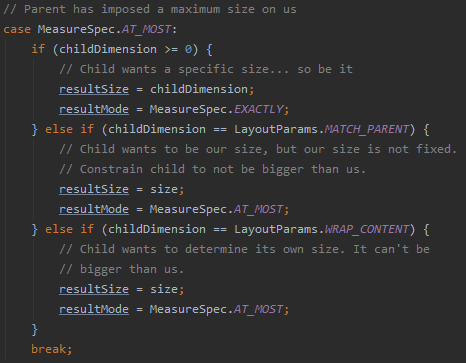 // Parent has imposed a maximum size on us
case MeasureSpec.AT_MOST:
    if (childDimension >= 0) {
        // Child wants a specific size... so be it
        resultSize = childDimension;
        resultMode = MeasureSpec.EXACTLY;
    } else if (childDimension == LayoutParams.MATCH_PARENT) {
        // Child wants to be our size, but our size is not fixed.
        // Constrain child to not be bigger than us.
        resultSize = size;
        resultMode = MeasureSpec.AT_MOST;
    } else if (childDimension == LayoutParams.WRAP_CONTENT) {
        // Child wants to determine its own size. It can't be
        // bigger than us.
        resultSize = size;
        resultMode = MeasureSpec.AT_MOST;
    }
    break;